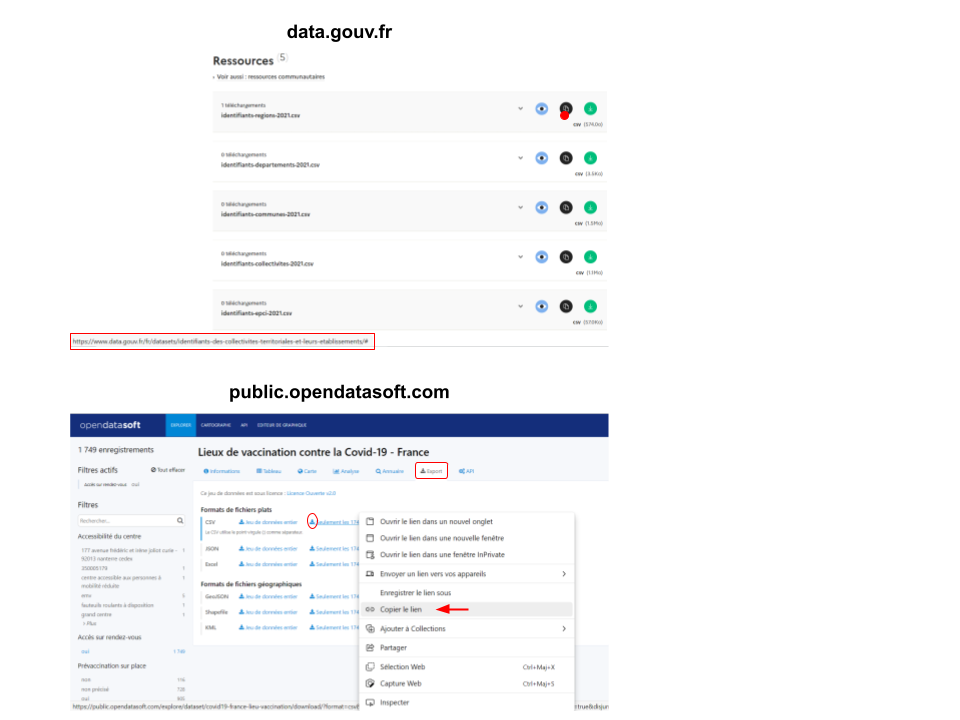 data.gouv.fr
Ressources 5
Voir aussi : ressources communautaires
1 téléchargements
identifiants-regions-2021.csv
csv
0 téléchargements
identifiants-departements-2021.csv
csv (3.5Ko)
0 téléchargements
identifiants-communes-2021.csv
csv (1.5Mo)
0 téléchargements
identifiants-collectivites-2021.csv
csv (1.1Mo)
0 téléchargements
identifiants-epci-2021.csv
csv
https://www.data.gouv.fr/fr/datasets/identifiants-des-collectivites-territoriales-et-leurs-etablissements/#
public.opendatasoft.com
opendatasoft EXPLORER CARTOGRAPHE API EDITEUR DE GRAPHIQUE
1 749 enregistrements
Lieux de vaccination contre la Covid-19 - France
Filtres actifs Tout effacer
Informations Tableau Carte Analyse Annuaire Export API
accès sur rendez-vous oui
Ce jeu de données est sous licence : Licence Ouverte v2.0
Filtres
Formats de fichiers plats
Rechercher...
CSV Jeu de données entier Seulement les 174
Le CSV utilise le point-virgule (;) comme séparateur.
Ouvrir le lien dans un nouvel onglet
Accessibilité du centre
Ouvrir le lien dans une nouvelle fenêtre
177 avenue frédéric et irène joliot curie - 1
92013 nanterre cedex
JSON Jeu de données entier Seulement les 174
Ouvrir le lien dans une fenêtre InPrivate
350005179 1
Excel Jeu de données entier Seulement les 174
Envoyer un lien vers vos appareils
centre accessible aux personnes à 1
mobilité réduite
Formats de fichiers géographiques
Enregistrer le lien sous
GeoJSON Jeu de données entier Seulement les 174
fauteuils roulants à disposition 1
Copier le lien
grand centre 1
Shapefile Jeu de données entier Seulement les 174
+ Plus
KML Jeu de données entier Seulement les 174
Ajouter à Collections
Accès sur rendez-vous
Partager
oui 1 749
Prévaccination sur place
Sélection Web Ctrl+Maj+X
non 116
Capture Web Ctrl+Maj+S
non précisé 728
oui
Inspecter
https://public.opendatasoft.com/explore/dataset/covid19-france-lieu-vaccination/download/?format=csv